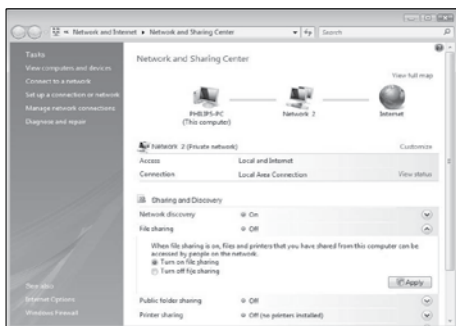 Network and Internet ▸ Network and Sharing Center
Search
Tasks
View computers and devices
Connect to a network
Set up a connection or network
Manage network connections
Diagnose and repair
See also
Internet Options
Windows Firewall
Network and Sharing Center
View full map
PHILIPS-PC
(This computer)
Network 2
Internet
Network 2 (Private network)
Customize
Access Local and Internet
Connection Local Area Connection
View status
Sharing and Discovery
Network discovery On
File sharing Off
When file sharing is on, files and printers that you have shared from this computer can be
accessed by people on the network.
Turn on file sharing
Turn off file sharing
Apply
Public folder sharing Off
Printer sharing Off (no printers installed)